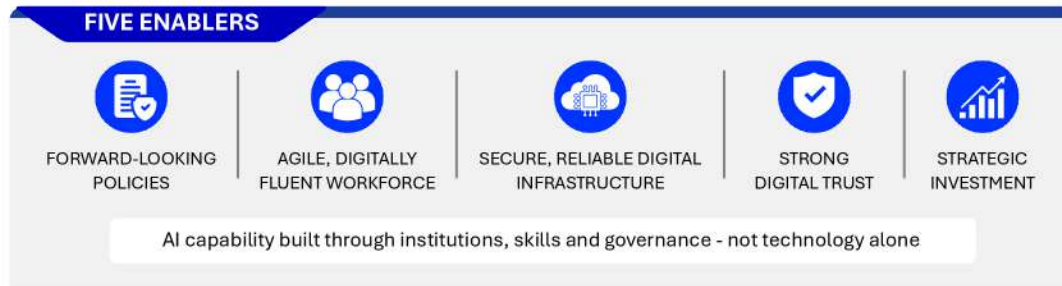 FIVE ENABLERS
FORWARD-LOOKING
POLICIES
AGILE, DIGITALLY
FLUENT WORKFORCE
SECURE, RELIABLE DIGITAL
INFRASTRUCTURE
STRONG
DIGITAL TRUST
STRATEGIC
INVESTMENT
AI capability built through institutions, skills and governance - not technology alone